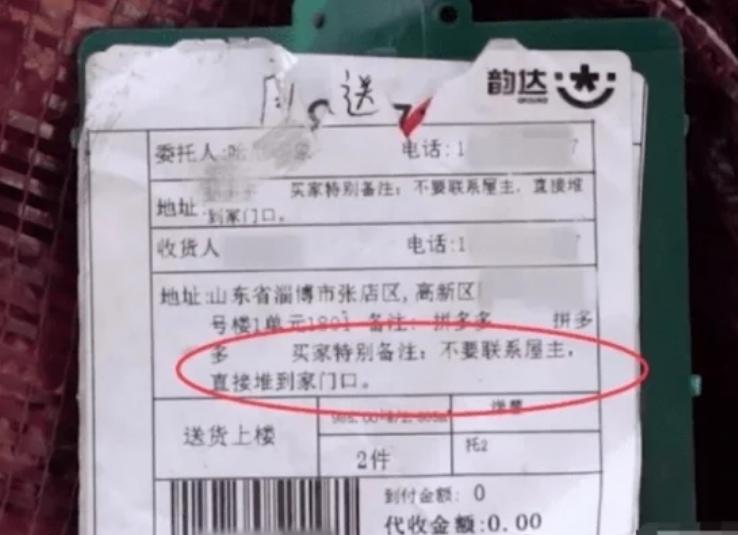 送
韵达
委托人: 电话:1 7
买家特别备注: 不要联系屋主, 直接堆
地址:
到家门口。
收货人 电话:1 7
地址:山东省淄博市张店区,高新区
号楼1单元 备注: 拼多多 拼多
多 买家特别备注: 不要联系屋主,
直接堆到家门口。
送货上楼
2件 托2
到付金额: 0
代收金额:0.00